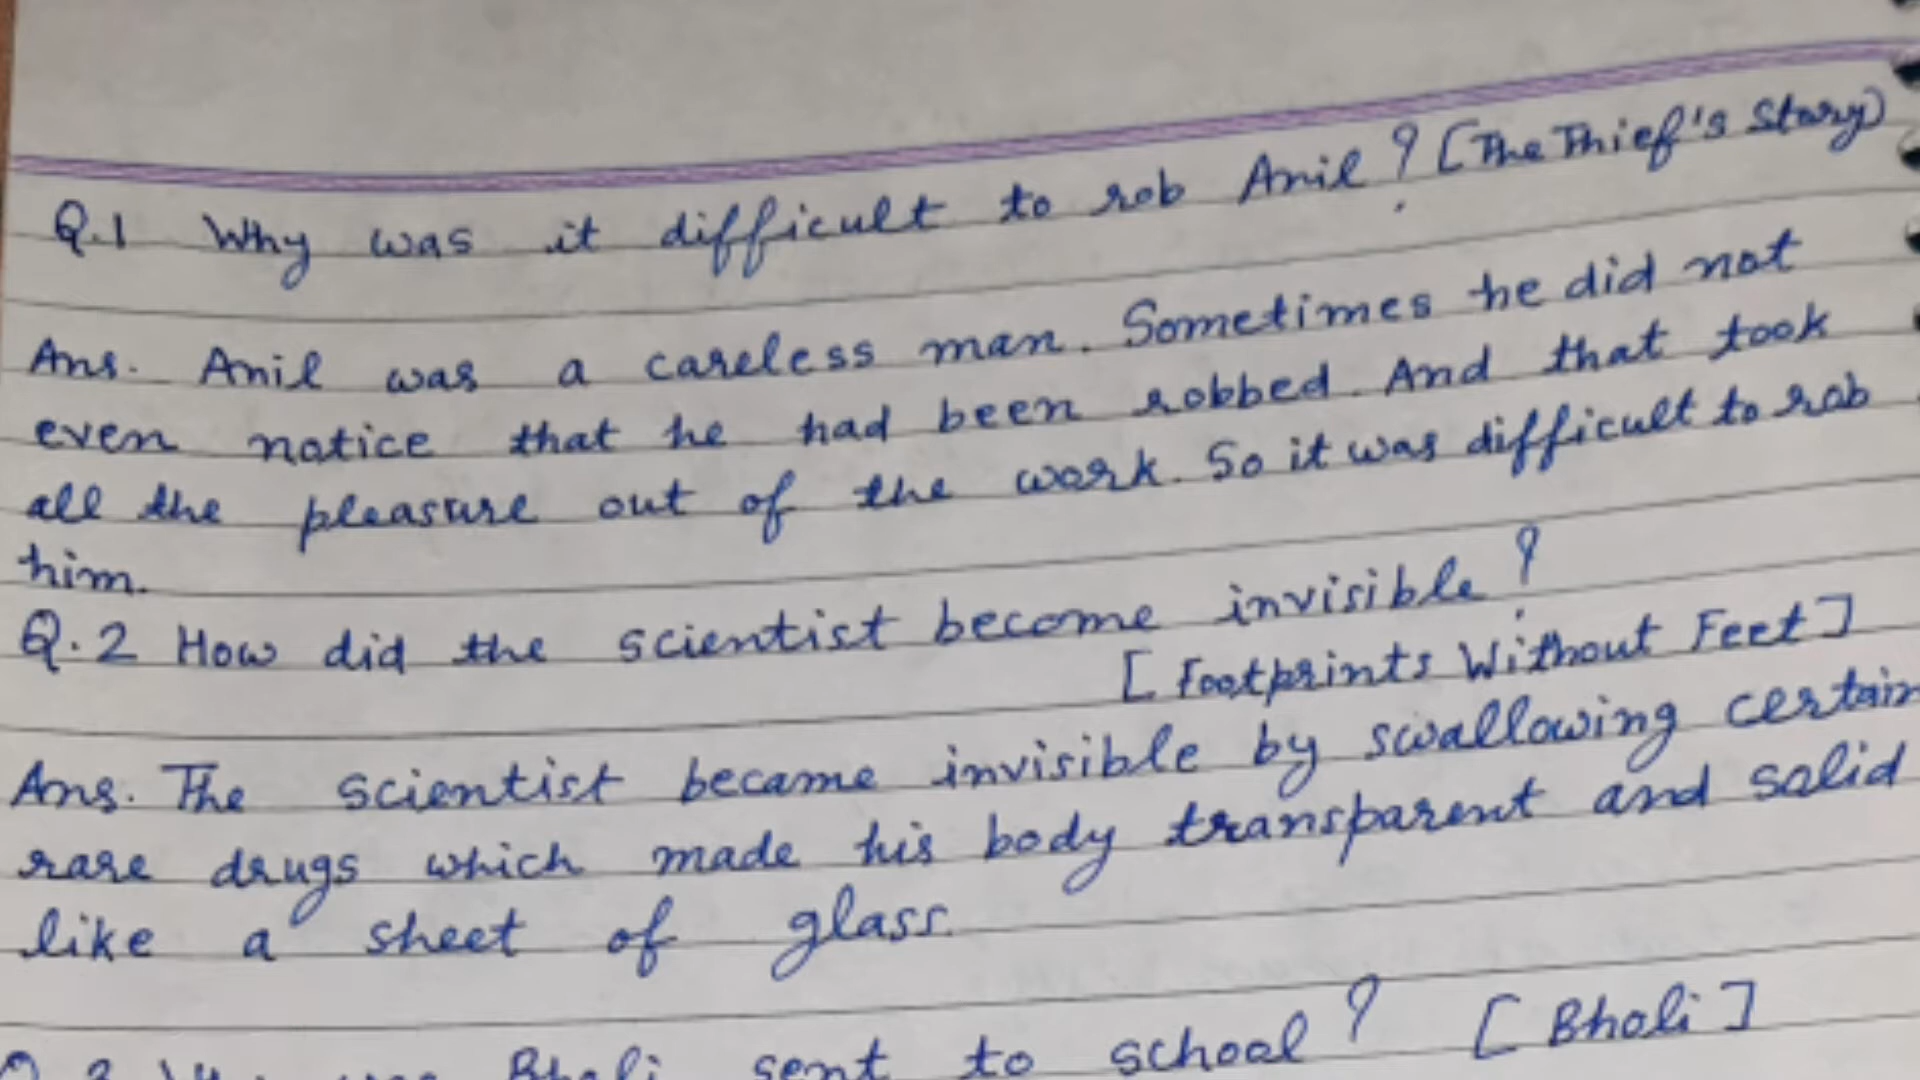 Q.1 Why was it difficult to rob Anil? [The Thief's Story)
Ans. Anil was a careless man. Sometimes he did not
even notice that he had been robbed. And that took
all the pleasure out of the work. So it was difficult to rob
him.
Q.2 How did the scientist become invisible?
[Footprints Without Feet]
Ans. The scientist became invisible by swallowing certain
rare drugs which made his body transparent and solid
like a sheet of glass.
Bholi sent to school? [Bholi]